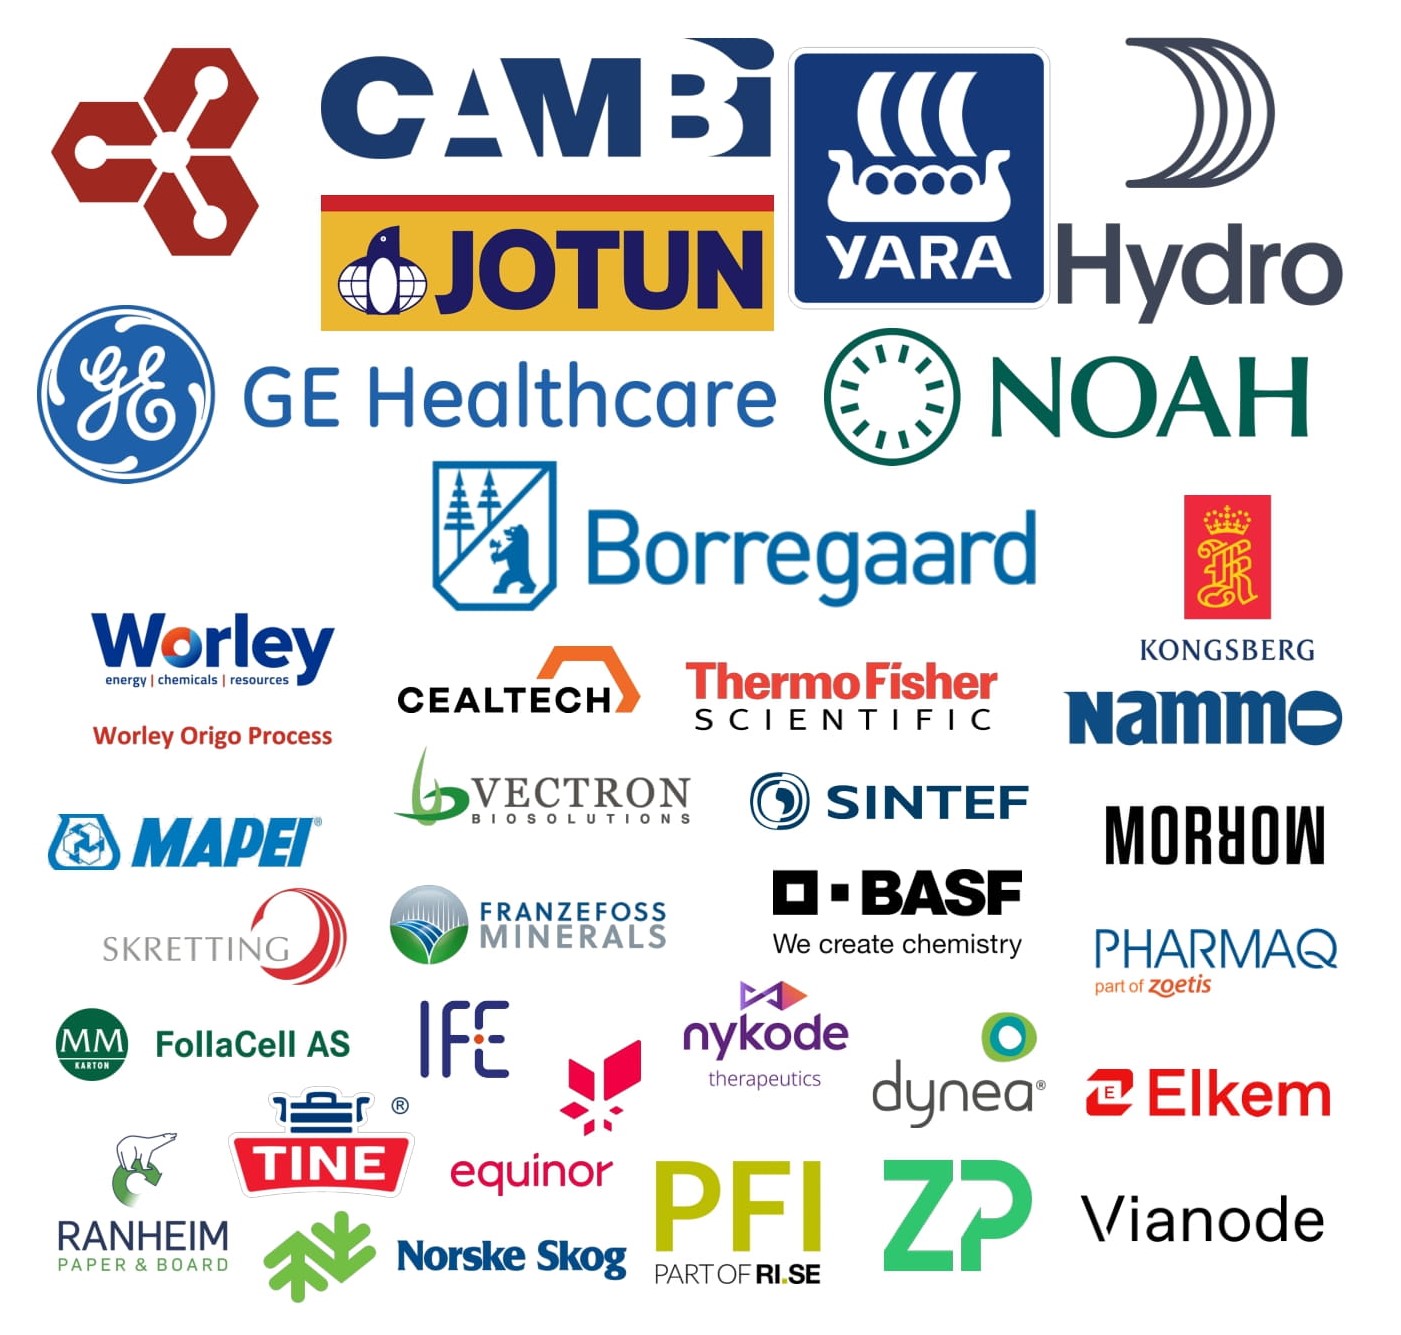 CAMBi
YARA
Hydro
JOTUN
GE GE Healthcare
NOAH
Borregaard
KONGSBERG
Worley
energy | chemicals | resources
Worley Origo Process
CEALTECH
ThermoFisher
SCIENTIFIC
Nammo
VECTRON
BIOSOLUTIONS
SINTEF
MORROW
MAPEI®
BASF
We create chemistry
SKRETTING
FRANZEFOSS
MINERALS
PHARMAQ
part of zoetis
MM
KARTON
FollaCell AS
IFE
nykode
therapeutics
dynea®
E Elkem
TINE ®
equinor
PFI
PART OF RI.SE
ZP
Vianode
RANHEIM
PAPER & BOARD
Norske Skog